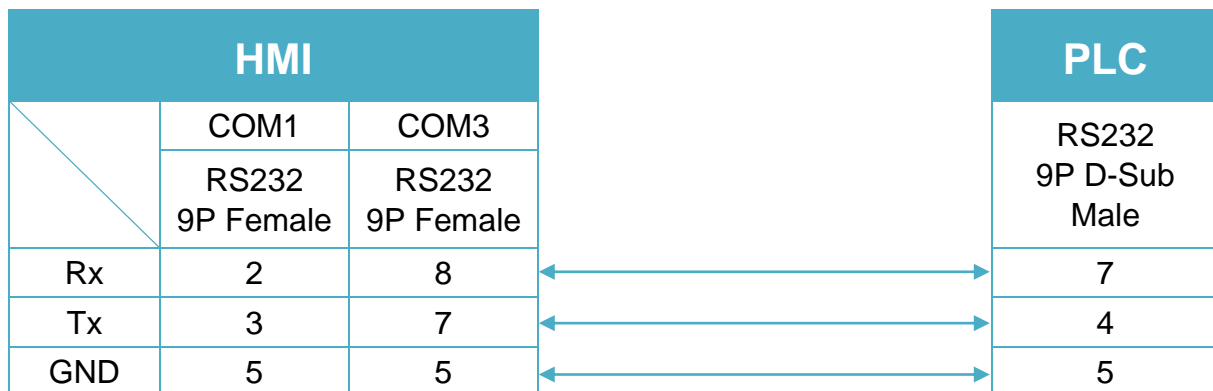 HMI PLC
COM1 COM3
RS232
9P Female
RS232
9P Female
RS232
9P D-Sub
Male
Rx 2 8 7
Tx 3 7 4
GND 5 5 5